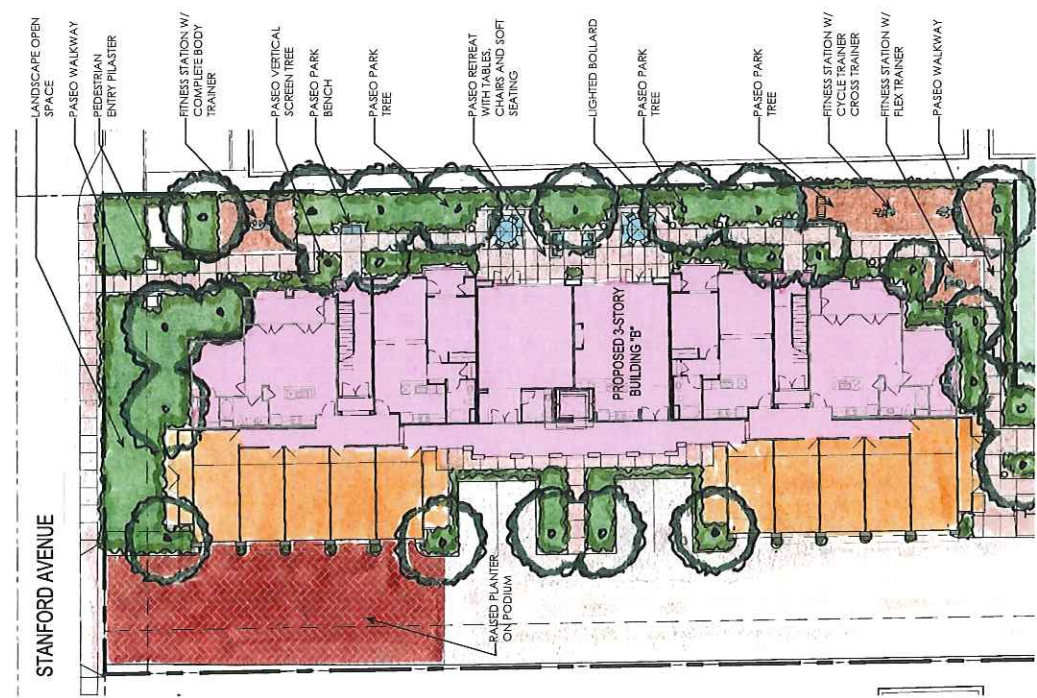 STANFORD AVENUE
LANDSCAPE OPEN
SPACE
PASEO WALKWAY
PEDESTRIAN
ENTRY PILASTER
FITNESS STATION W/
COMPLETE BODY
TRAINER
PASEO VERTICAL
SCREEN TREE
PASEO PARK
BENCH
PASEO PARK
TREE
PASEO RETREAT
WITH TABLES,
CHAIRS AND SOFT
SEATING
LIGHTED BOLLARD
PASEO PARK
TREE
PASEO PARK
TREE
FITNESS STATION W/
CYCLE TRAINER
CROSS TRAINER
FITNESS STATION W/
FLEX TRAINER
PASEO WALKWAY
PROPOSED 3-STORY
BUILDING "B"
RAISED PLANTER
ON PODIUM